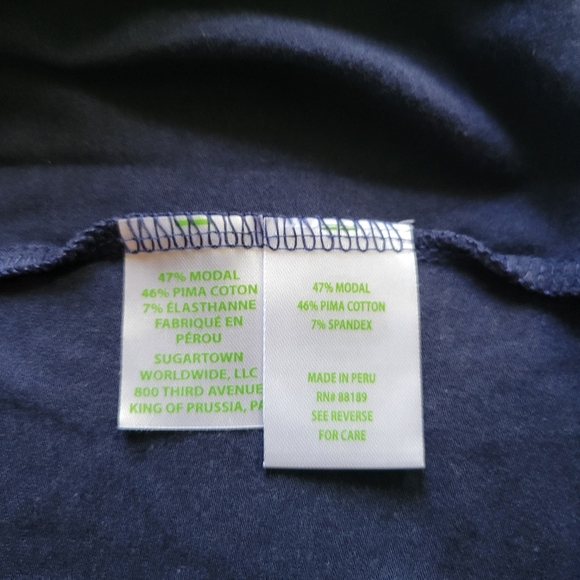 47% MODAL
46% PIMA COTON
7% ÉLASTHANNE
FABRIQUÉ EN
PÉROU
SUGARTOWN
WORLDWIDE, LLC
800 THIRD AVENUE
KING OF PRUSSIA, PA
47% MODAL
46% PIMA COTTON
7% SPANDEX
MADE IN PERU
RN# 88189
SEE REVERSE
FOR CARE